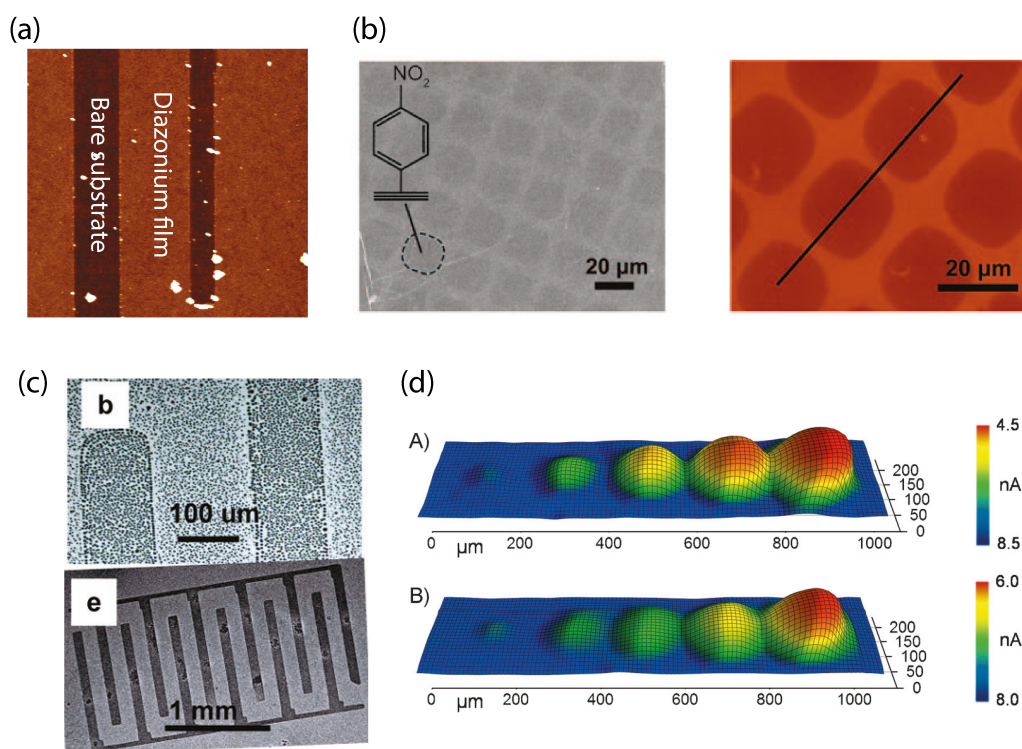 (a)
Bare substrate
Diazonium film
(b)
NO2
20 µm
20 µm
(c)
b
100 um
e
1 mm
(d)
A)
200
150
100
50
0
0 µm 200 400 600 800 1000
4.5
nA
8.5
B)
200
150
100
50
0
0 µm 200 400 600 800 1000
6.0
nA
8.0